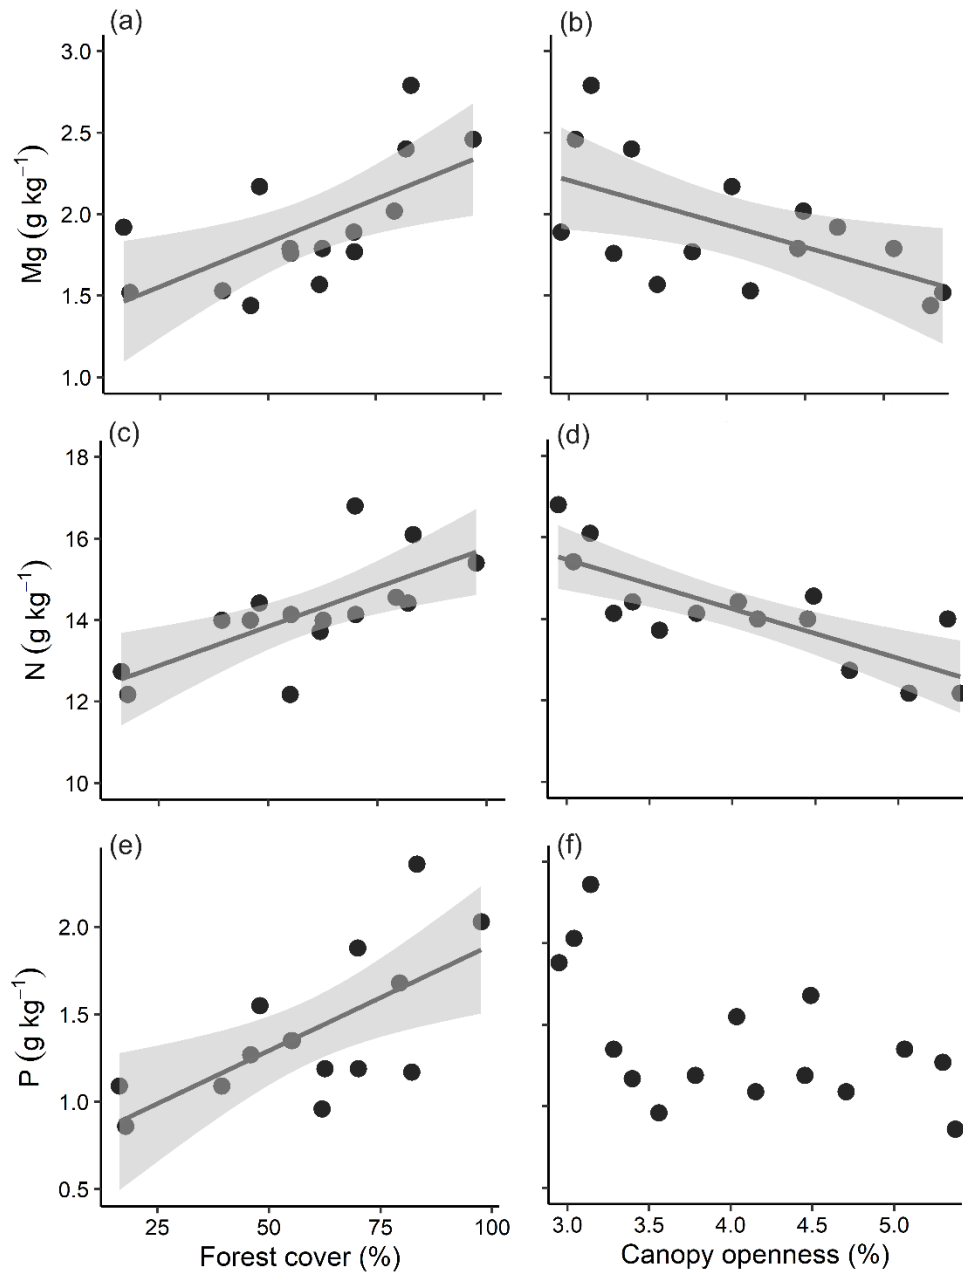 (a)
(b)
3.0
2.5
2.0
1.5
1.0
Mg (g kg⁻¹)
(c)
(d)
18
16
14
12
10
N (g kg⁻¹)
(e)
(f)
2.0
1.5
1.0
0.5
P (g kg⁻¹)
25 50 75 100
Forest cover (%)
3.0 3.5 4.0 4.5 5.0
Canopy openness (%)